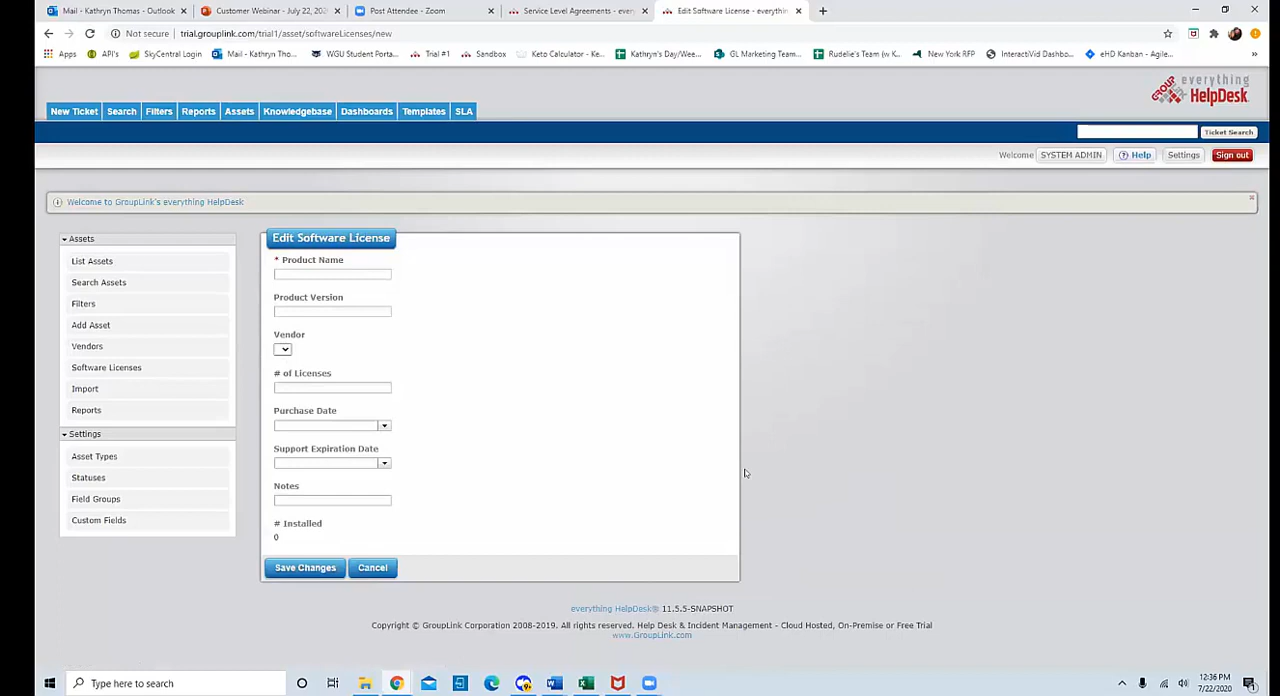 Mail - Kathryn Thomas - Outlook
Customer Webinar - July 22, 202
Post Attendee - Zoom
Service Level Agreements - every
Edit Software License - everythin
Not secure
trial.grouplink.com/trial1/asset/softwareLicenses/new
Apps
API's
SkyCentral Login
Mail - Kathryn Tho...
WGU Student Porta...
Trial #1
Sandbox
Keto Calculator - Ke...
Kathryn's Day/Wee...
GL Marketing Team...
Rudelie's Team (w K...
New York RFP
InteractVid Dashbo...
eHD Kanban - Agile...
»
GROUP everything
HelpDesk
New Ticket
Search
Filters
Reports
Assets
Knowledgebase
Dashboards
Templates
SLA
Ticket Search
Welcome
SYSTEM ADMIN
Help
Settings
Sign out
Welcome to GroupLink's everything HelpDesk
Assets
List Assets
Search Assets
Filters
Add Asset
Vendors
Software Licenses
Import
Reports
Settings
Asset Types
Statuses
Field Groups
Custom Fields
Edit Software License
* Product Name
Product Version
Vendor
# of Licenses
Purchase Date
Support Expiration Date
Notes
# Installed
0
Save Changes
Cancel
everything HelpDesk® 11.5.5-SNAPSHOT
Copyright © GroupLink Corporation 2008-2019. All rights reserved. Help Desk & Incident Management - Cloud Hosted, On-Premise or Free Trial
www.GroupLink.com
Type here to search
12:36 PM
7/22/2020